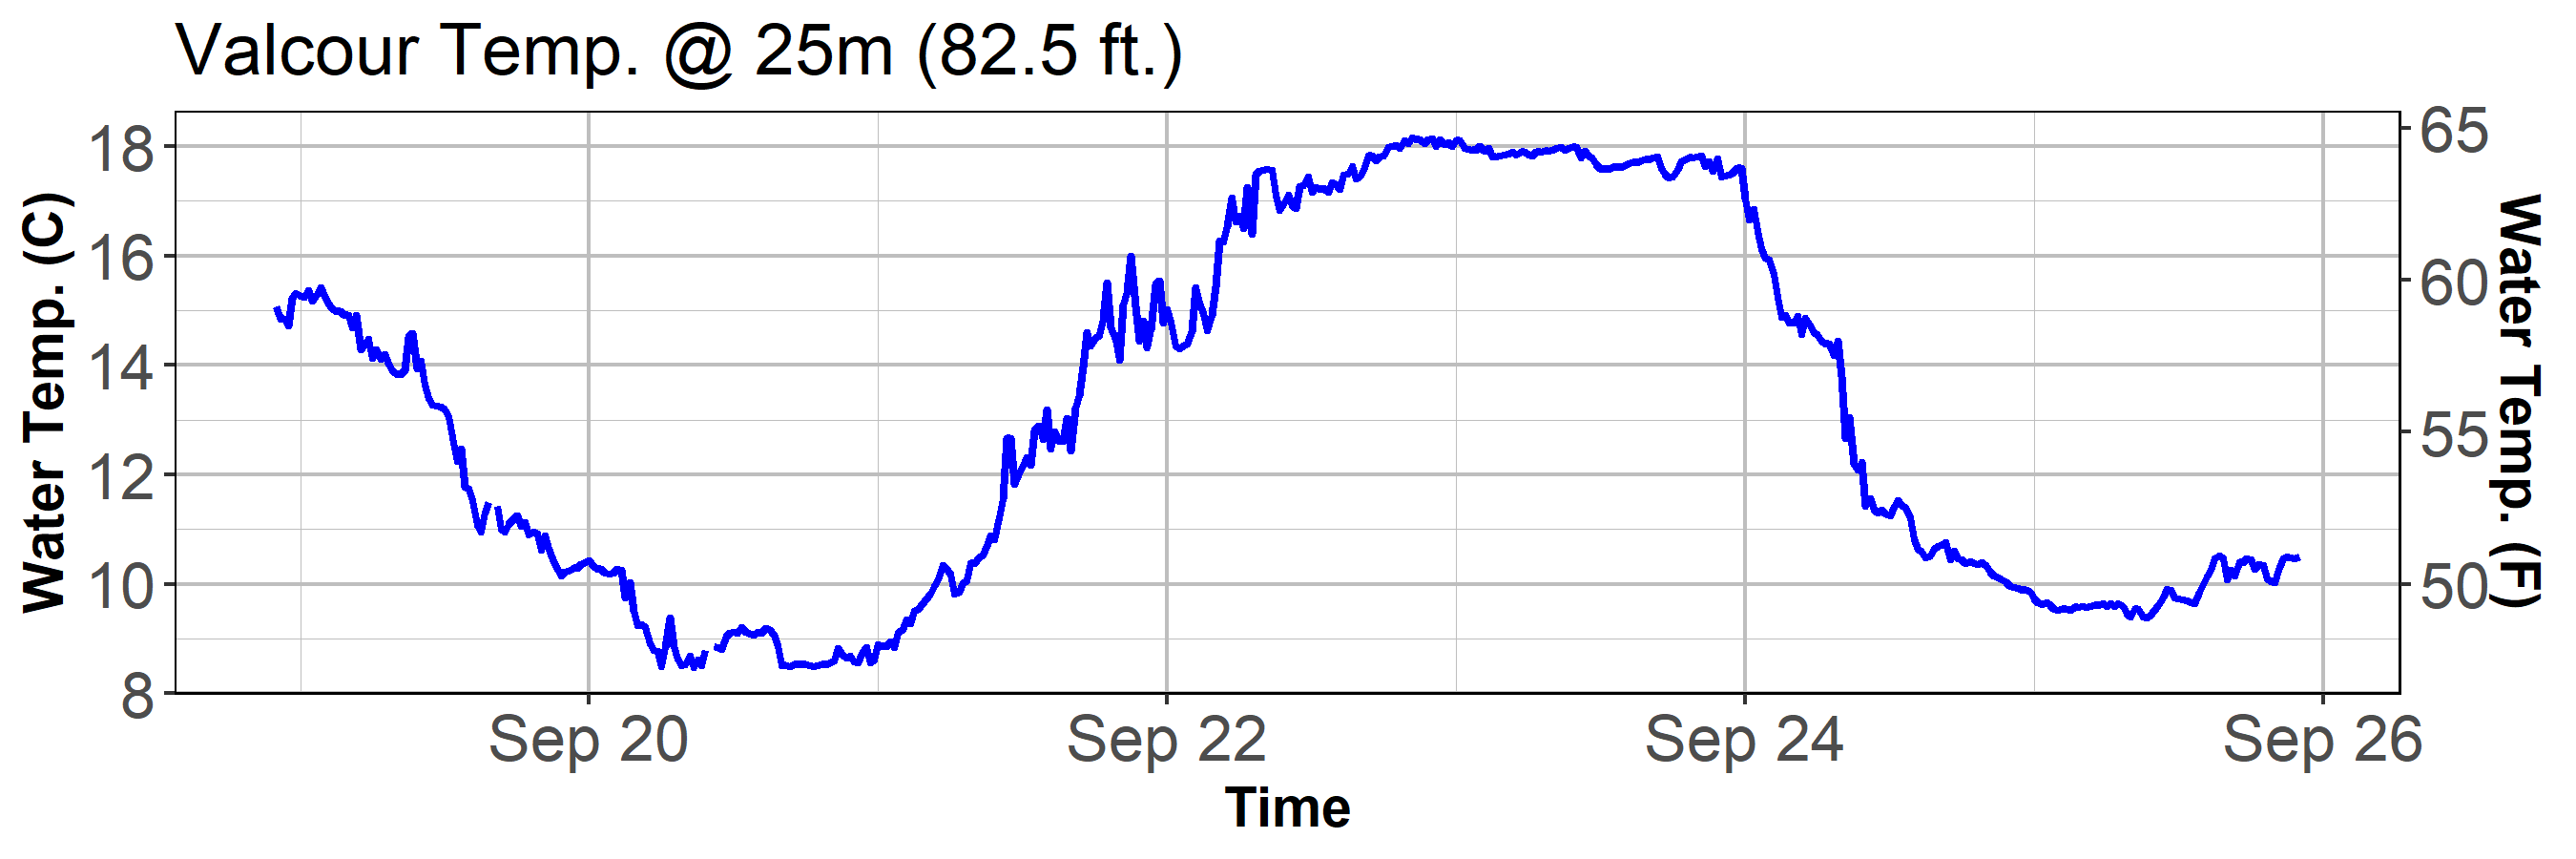 Valcour Temp. @ 25m (82.5 ft.)
Water Temp. (C)
18
16
14
12
10
8
65
60
55
50
Water Temp. (F)
Sep 20 Sep 22 Sep 24 Sep 26
Time